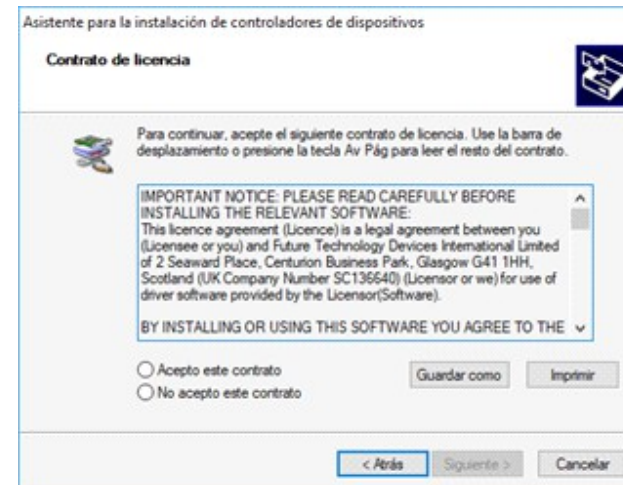 Asistente para la instalación de controladores de dispositivos
Contrato de licencia
Para continuar, acepte el siguiente contrato de licencia. Use la barra de
desplazamiento o presione la tecla Av Pág para leer el resto del contrato.
IMPORTANT NOTICE: PLEASE READ CAREFULLY BEFORE
INSTALLING THE RELEVANT SOFTWARE:
This licence agreement (Licence) is a legal agreement between you
(Licensee or you) and Future Technology Devices International Limited
of 2 Seaward Place, Centurion Business Park, Glasgow G41 1HH,
Scotland (UK Company Number SC136640) (Licensor or we) for use of
driver software provided by the Licensor(Software).
BY INSTALLING OR USING THIS SOFTWARE YOU AGREE TO THE
Acepto este contrato
No acepto este contrato
Guardar como
Imprimir
< Atrás
Siguiente >
Cancelar